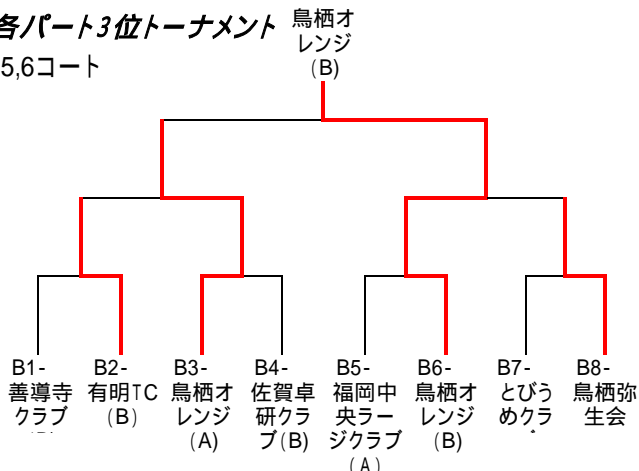 各パート3位トーナメント
5,6コート
鳥栖オ
レンジ
(B)
B1-
善導寺
クラブ
B2-
有明TC
(B)
B3-
鳥栖オ
レンジ
(A)
B4-
佐賀卓
研クラ
ブ(B)
B5-
福岡中
央ラー
ジクラブ
(A)
B6-
鳥栖オ
レンジ
(B)
B7-
とびう
めクラ
B8-
鳥栖弥
生会